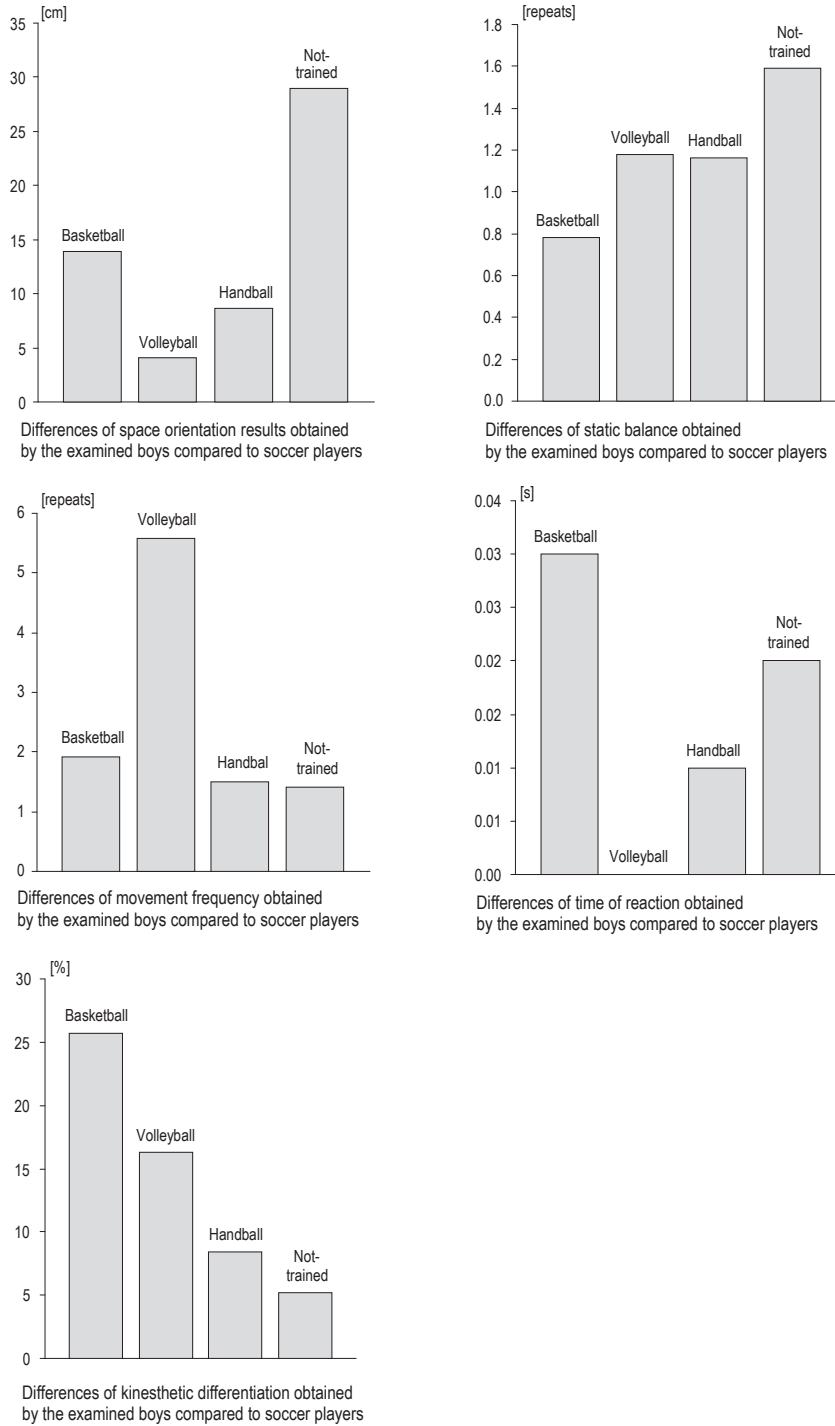 [cm]
35
30
25
20
15
10
5
0
Basketball
Volleyball
Handball
Not-
trained
Differences of space orientation results obtained
by the examined boys compared to soccer players
[repeats]
1.8
1.6
1.4
1.2
1.0
0.8
0.6
0.4
0.2
0.0
Basketball
Volleyball
Handball
Not-
trained
Differences of static balance obtained
by the examined boys compared to soccer players
[repeats]
6
5
4
3
2
1
0
Basketball
Volleyball
Handbal
Not-
trained
Differences of movement frequency obtained
by the examined boys compared to soccer players
[s]
0.04
0.03
0.03
0.02
0.02
0.01
0.01
0.00
Basketball
Volleyball
Handball
Not-
trained
Differences of time of reaction obtained
by the examined boys compared to soccer players
[%]
30
25
20
15
10
5
0
Basketball
Volleyball
Handball
Not-
trained
Differences of kinesthetic differentiation obtained
by the examined boys compared to soccer players